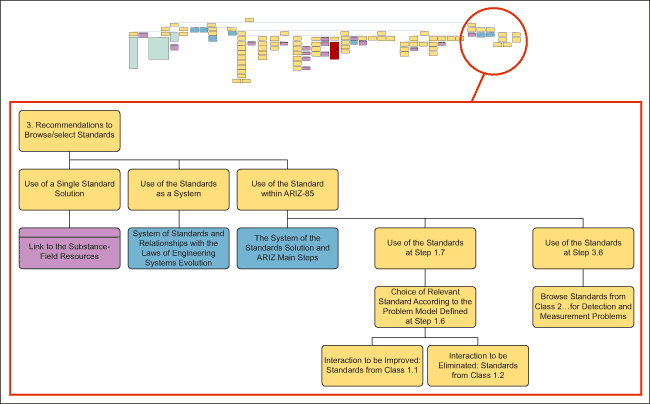 3. Recommendations to
Browse/select Standards
Use of a Single Standard
Solution
Use of the Standards
as a System
Use of the Standard
within ARIZ-85
Link to the Substance-
Field Resources
System of Standards and
Relationships with the
Laws of Engineering
Systems Evolution
The System of the
Standards Solution and
ARIZ Main Steps
Use of the Standards
at Step 1.7
Use of the Standards
at Step 3.6
Choice of Relevant
Standard According to the
Problem Model Defined
at Step 1.6
Browse Standards from
Class 2...for Detection and
Measurement Problems
Interaction to be Improved:
Standards from Class 1.1
Interaction to be
Eliminated: Standards
from Class 1.2